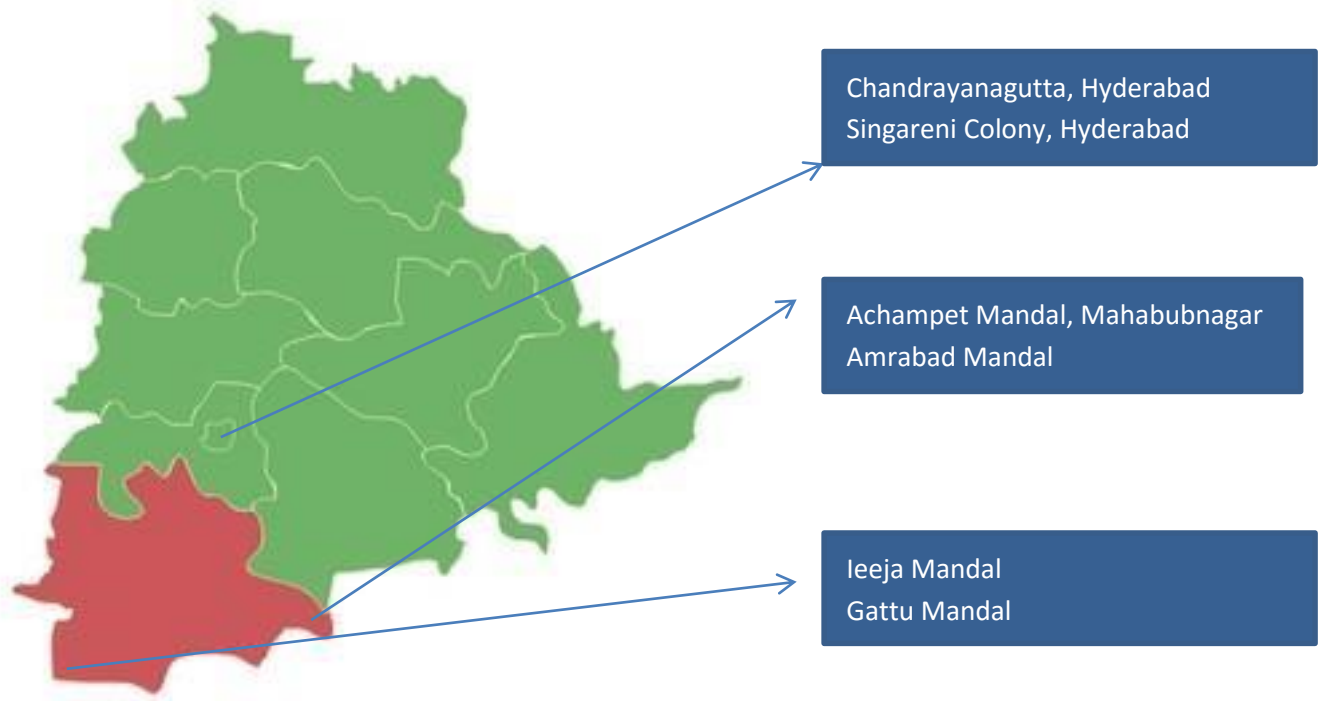 Chandrayanagutta, Hyderabad
Singareni Colony, Hyderabad
Achampet Mandal, Mahabubnagar
Amrabad Mandal
Ieeja Mandal
Gattu Mandal